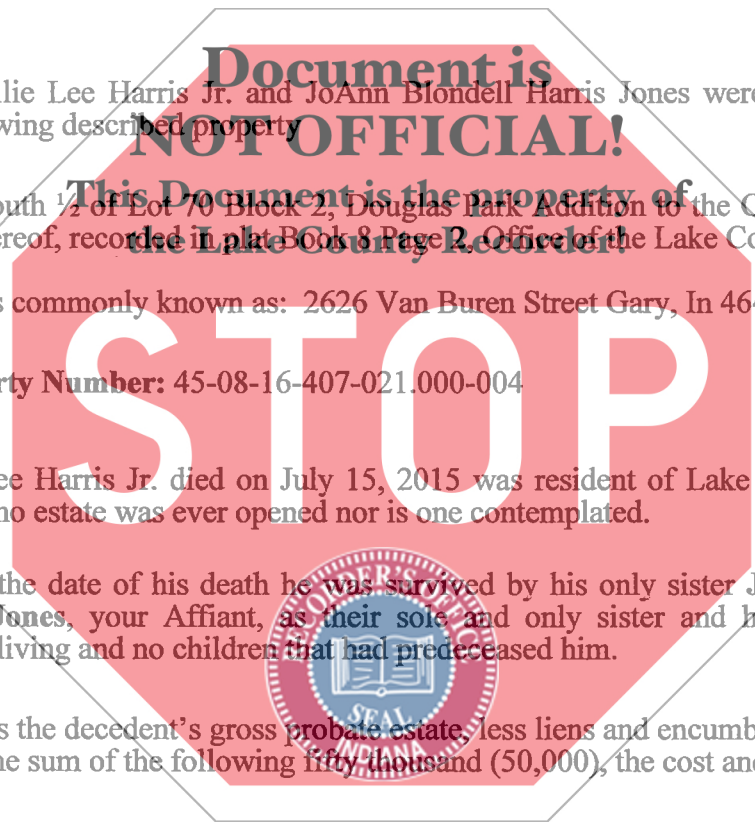 Document is
lie Lee Harris Jr. and JoAnn Blondell Harris Jones were
NOT OFFICIAL!
wing described property
This Document is the property of
outh ½ of Lot 70 Block 2, Douglas Park Addition to the C
the Lake County Recorder!
ereof, recorded in plat Book 8 Page 2, Office of the Lake Co
s commonly known as: 2626 Van Buren Street Gary, In 464
STOP
rty Number: 45-08-16-407-021.000-004
ee Harris Jr. died on July 15, 2015 was resident of Lake
no estate was ever opened nor is one contemplated.
the date of his death he was survived by his only sister J
Jones, your Affiant, as their sole and only sister and h
living and no children that had predeceased him.
RECORDER'S OFFICE
SEAL
INDIANA
s the decedent's gross probate estate, less liens and encumb
he sum of the following fifty thousand (50,000), the cost and